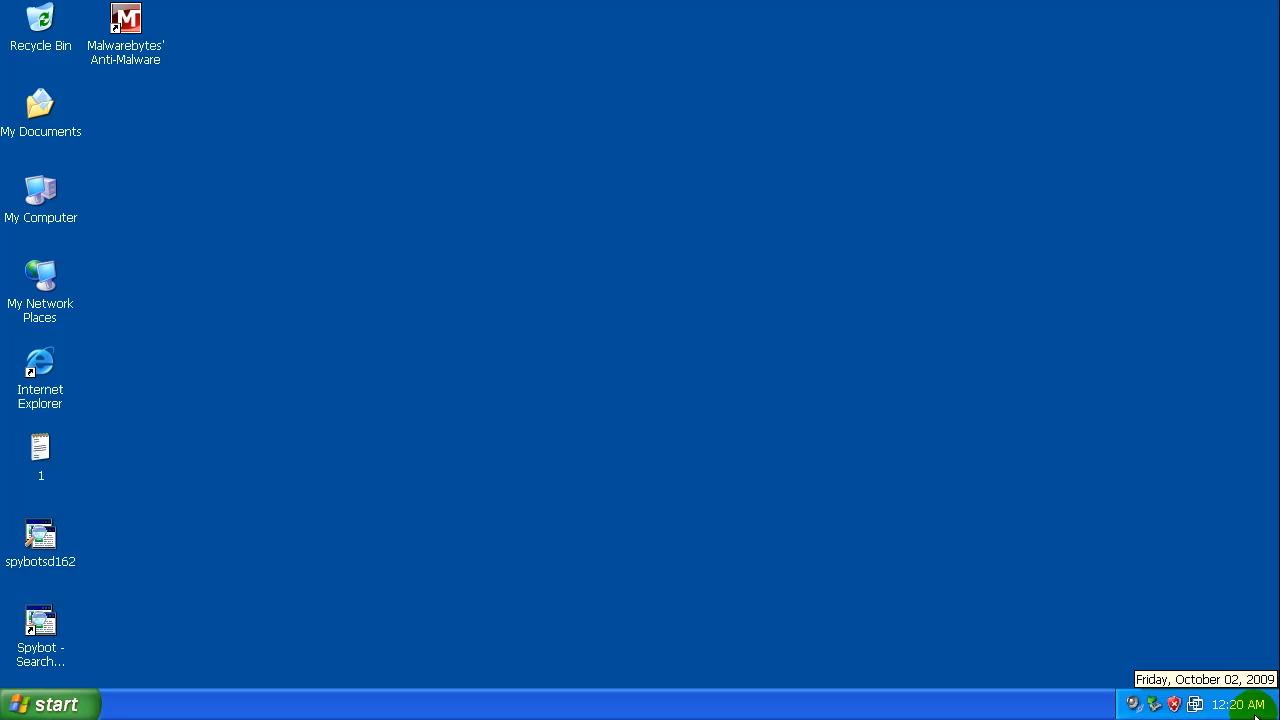 Recycle Bin
Malwarebytes'
Anti-Malware
My Documents
My Computer
My Network
Places
Internet
Explorer
1
spybotsd162
Spybot -
Search...
Friday, October 02, 2009
start
12:20 AM